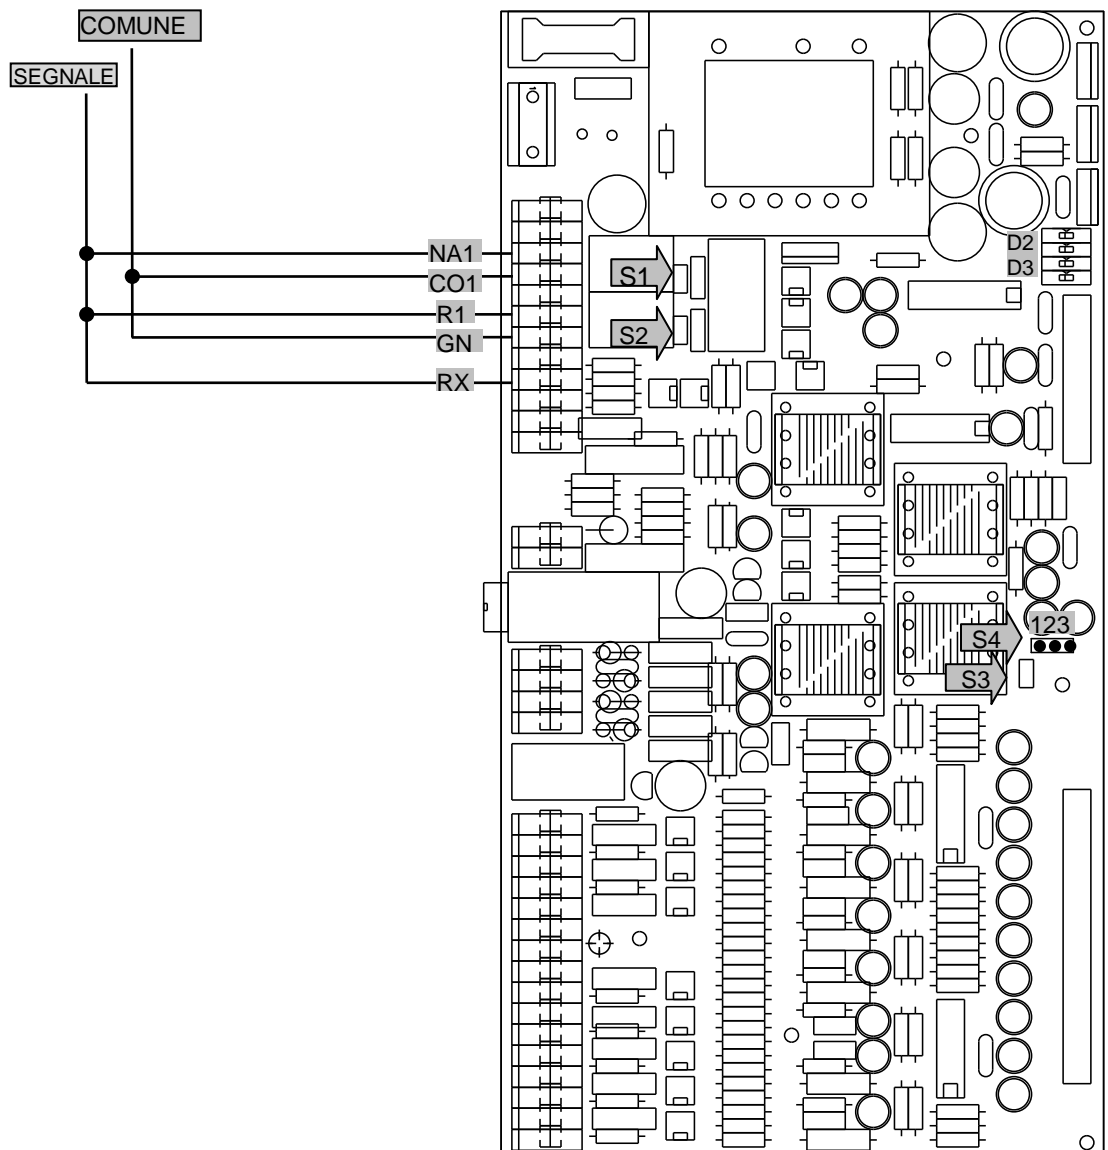 COMUNE
SEGNALE
NA1
CO1
R1
GN
RX
S1
S2
D2
D3
123
S4
S3